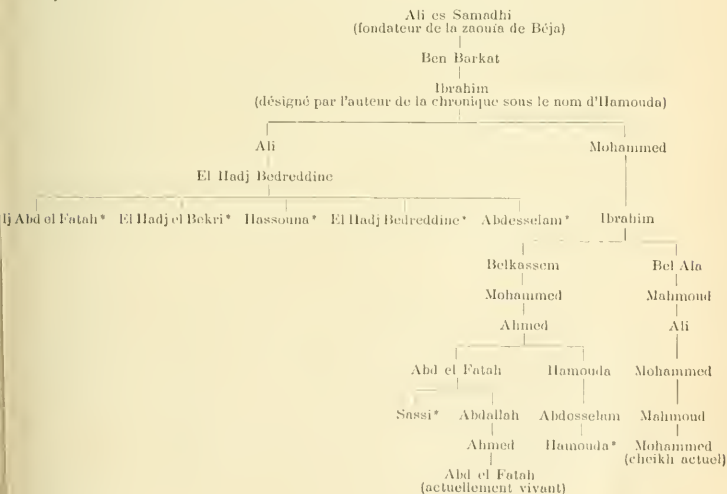 Ali es Samadhi
(fondateur de la zaouïa de Béja)
Ben Barkat
Ibrahim
(désigné par l'auteur de la chronique sous le nom d'Hamouda)
Ali Mohammed
El Hadj Bedreddine
Abd el Fatah* El Hadj el Bekri* Hassouna* El Hadj Bedreddine* Abdesselam* Ibrahim
Belkassem Bel Ala
Mohammed Mahmoud
Ahmed Ali
Abd el Fatah Hamouda Mohammed
Sassi* Abdallah Abdesselam Mahmoud
Ahmed Hamouda* Mohammed
(cheikh actuel)
Abd el Fatah
(actuellement vivant)